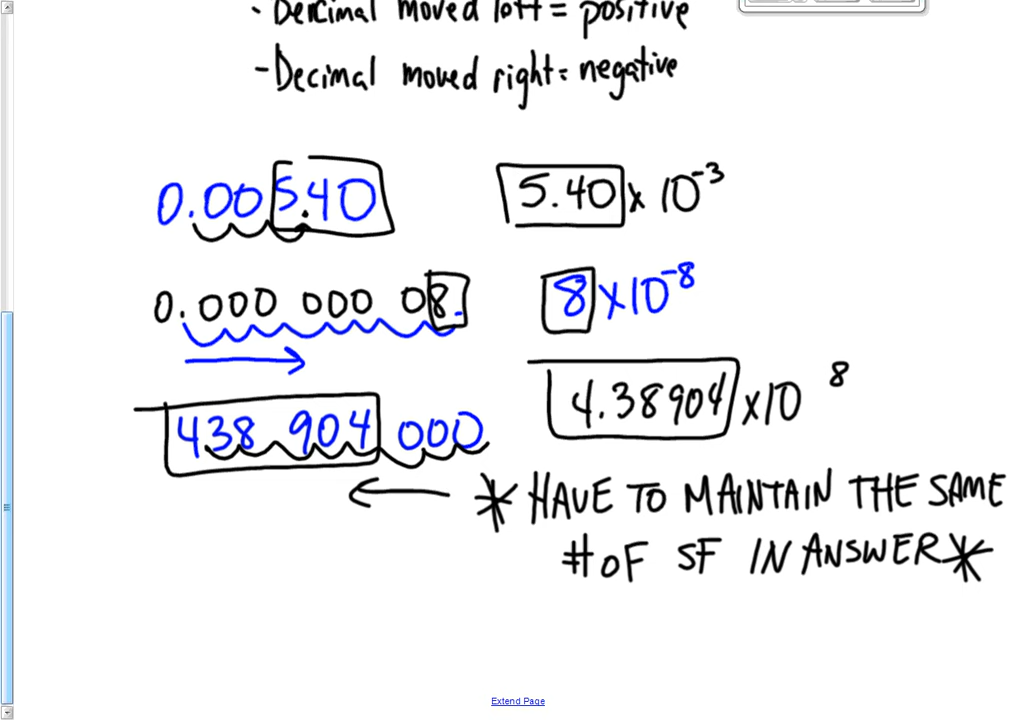 - Decimal moved left = positive
- Decimal moved right = negative
0.005.40 5.40 x 10^-3
0.000 000 08. 8 x 10^-8
438 904 000 4.38904 x 10^8
* HAVE TO MAINTAIN THE SAME
# OF SF IN ANSWER *
Extend Page